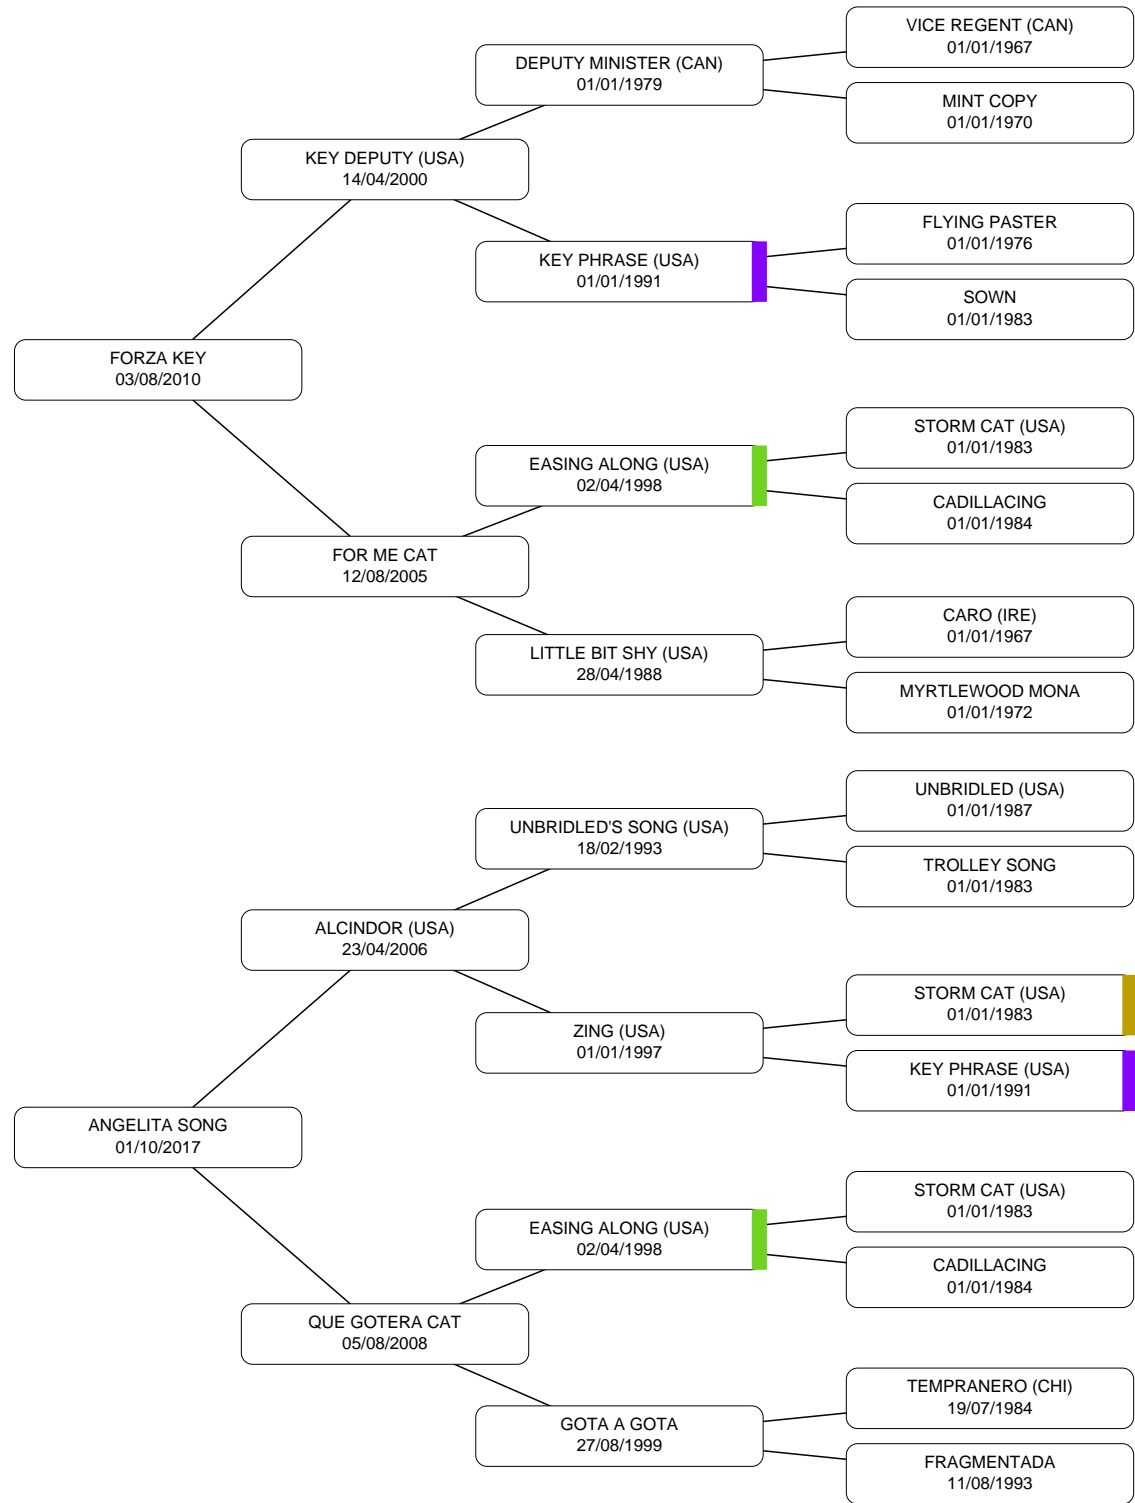 VICE REGENT (CAN)
01/01/1967
DEPUTY MINISTER (CAN)
01/01/1979
MINT COPY
01/01/1970
KEY DEPUTY (USA)
14/04/2000
FLYING PASTER
01/01/1976
KEY PHRASE (USA)
01/01/1991
SOWN
01/01/1983
FORZA KEY
03/08/2010
STORM CAT (USA)
01/01/1983
EASING ALONG (USA)
02/04/1998
CADILLACING
01/01/1984
FOR ME CAT
12/08/2005
CARO (IRE)
01/01/1967
LITTLE BIT SHY (USA)
28/04/1988
MYRTLEWOOD MONA
01/01/1972
UNBRIDLED (USA)
01/01/1987
UNBRIDLED'S SONG (USA)
18/02/1993
TROLLEY SONG
01/01/1983
ALCINDOR (USA)
23/04/2006
STORM CAT (USA)
01/01/1983
ZING (USA)
01/01/1997
KEY PHRASE (USA)
01/01/1991
ANGELITA SONG
01/10/2017
STORM CAT (USA)
01/01/1983
EASING ALONG (USA)
02/04/1998
CADILLACING
01/01/1984
QUE GOTERA CAT
05/08/2008
TEMPRANERO (CHI)
19/07/1984
GOTA A GOTA
27/08/1999
FRAGMENTADA
11/08/1993